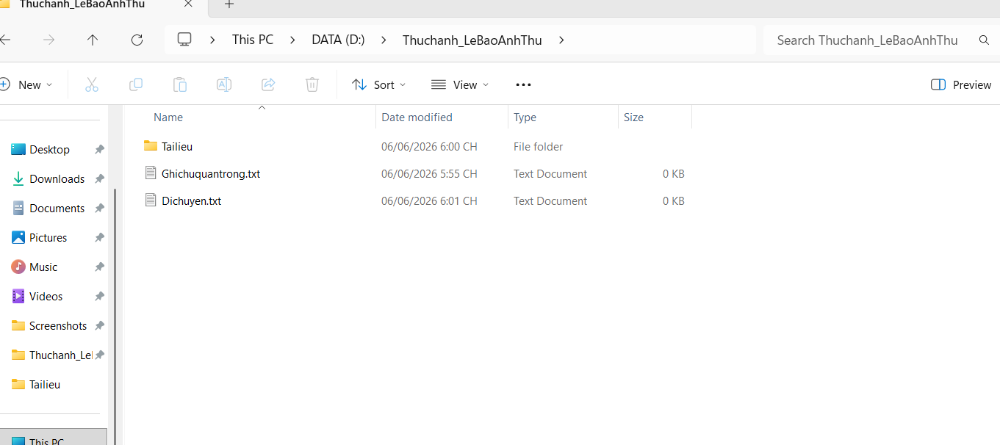 Thuchanh_LeBaoAnhThu
This PC > DATA (D:) > Thuchanh_LeBaoAnhThu >
Search Thuchanh_LeBaoAnhThu
New
Sort
View
Preview
Name Date modified Type Size
Tailieu 06/06/2026 6:00 CH File folder
Ghichuquantrong.txt 06/06/2026 5:55 CH Text Document 0 KB
Dichuyen.txt 06/06/2026 6:01 CH Text Document 0 KB
Desktop
Downloads
Documents
Pictures
Music
Videos
Screenshots
Thuchanh_Le
Tailieu
This PC